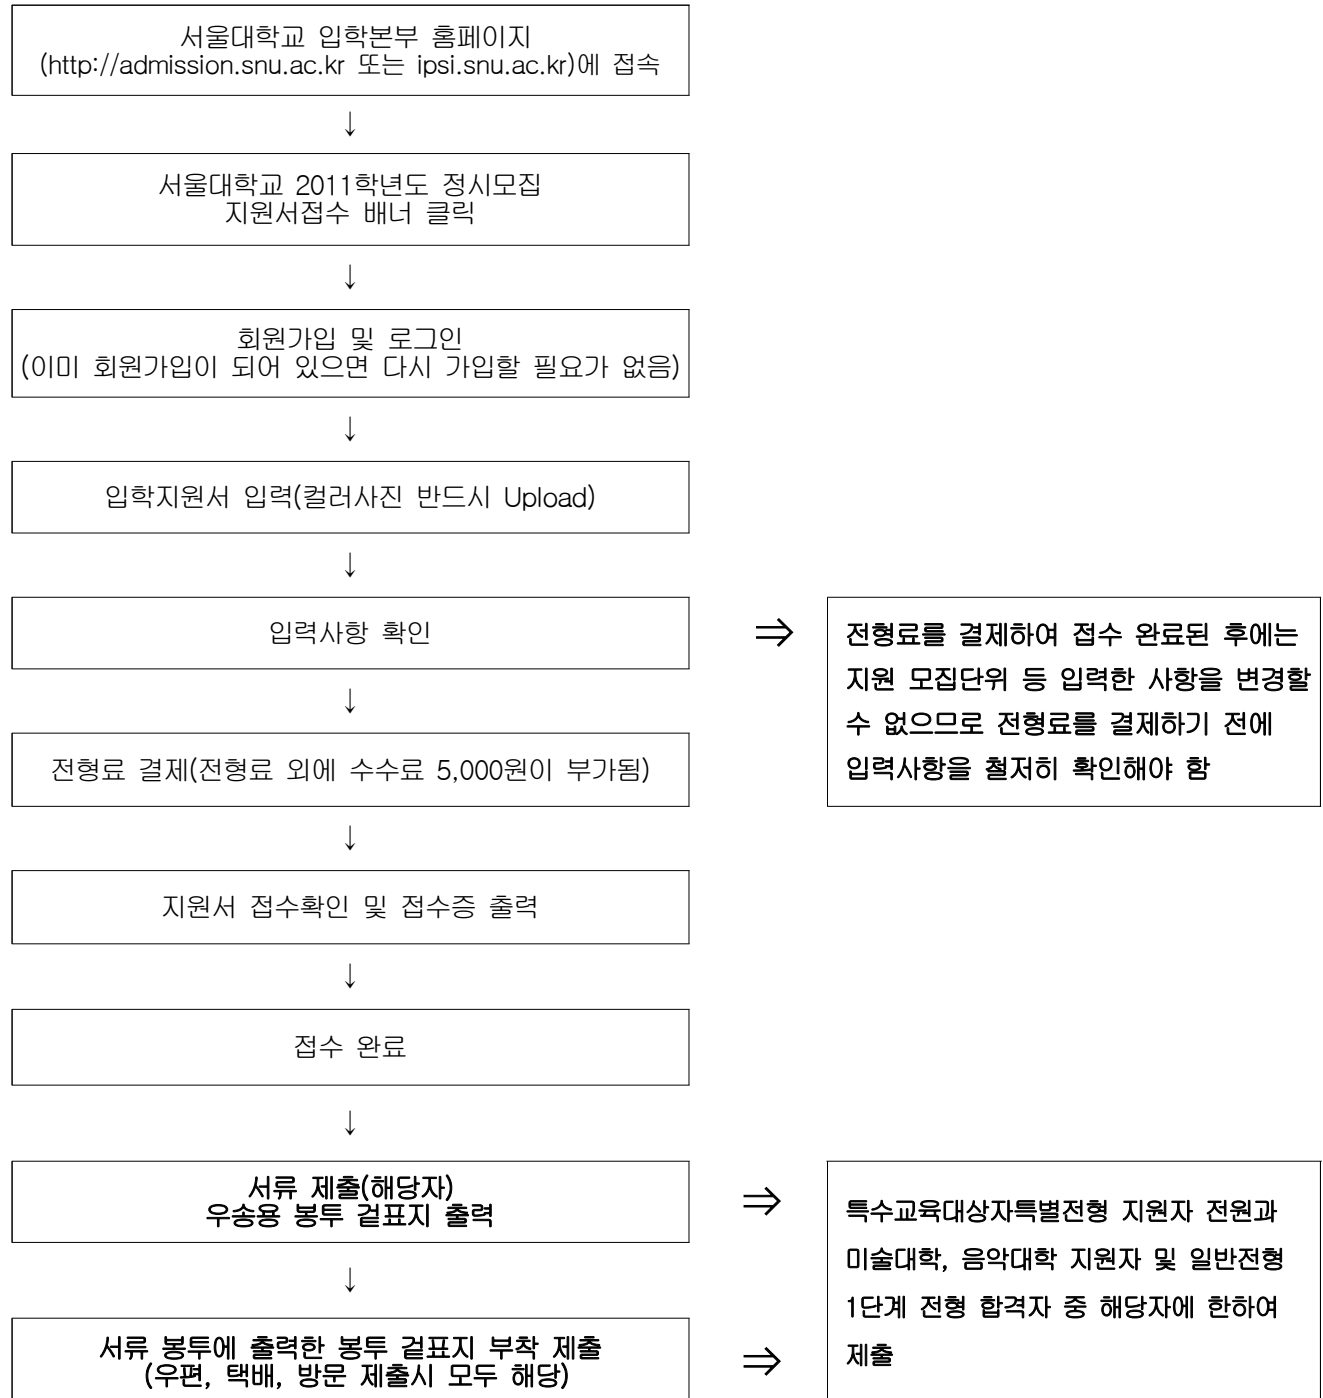 서울대학교 입학본부 홈페이지
(http://admission.snu.ac.kr 또는 ipsi.snu.ac.kr)에 접속
↓
서울대학교 2011학년도 정시모집
지원서접수 배너 클릭
↓
회원가입 및 로그인
(이미 회원가입이 되어 있으면 다시 가입할 필요가 없음)
↓
입학지원서 입력(컬러사진 반드시 Upload)
↓
입력사항 확인
⇒
전형료를 결제하여 접수 완료된 후에는
지원 모집단위 등 입력한 사항을 변경할
수 없으므로 전형료를 결제하기 전에
입력사항을 철저히 확인해야 함
↓
전형료 결제(전형료 외에 수수료 5,000원이 부가됨)
↓
지원서 접수확인 및 접수증 출력
↓
접수 완료
↓
서류 제출(해당자)
우송용 봉투 겉표지 출력
⇒
특수교육대상자특별전형 지원자 전원과
미술대학, 음악대학 지원자 및 일반전형
1단계 전형 합격자 중 해당자에 한하여
제출
↓
서류 봉투에 출력한 봉투 겉표지 부착 제출
(우편, 택배, 방문 제출시 모두 해당)
⇒